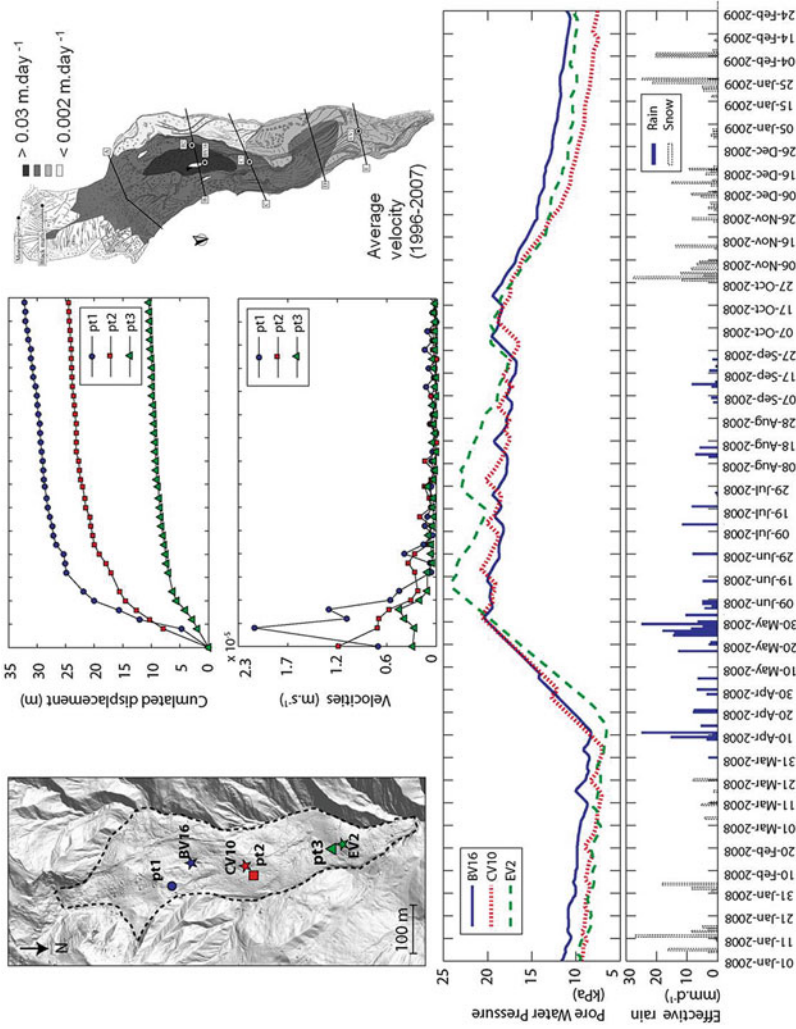 N
pt1
BV16
CV10
pt2
pt3
EV2
100 m
Cumlated displacement (m)
35
30
25
20
15
10
5
0
pt1
pt2
pt3
Velocities (m.s⁻¹)
x 10⁻⁵
2.3
1.7
1.2
0.6
0
pt1
pt2
pt3
> 0.03 m.day ⁻¹
< 0.002 m.day ⁻¹
Average
velocity
(1996-2007)
Pore Water Pressure
(kPa)
25
20
15
10
5
BV16
CV10
EV2
Effective rain
(mm.d⁻¹)
30
20
10
0
Rain
Snow
01-Jan-2008
11-Jan-2008
21-Jan-2008
31-Jan-2008
10-Feb-2008
20-Feb-2008
01-Mar-2008
11-Mar-2008
21-Mar-2008
31-Mar-2008
10-Apr-2008
20-Apr-2008
30-Apr-2008
10-May-2008
20-May-2008
30-May-2008
09-Jun-2008
19-Jun-2008
29-Jun-2008
09-Jul-2008
19-Jul-2008
29-Jul-2008
08-Aug-2008
18-Aug-2008
28-Aug-2008
07-Sep-2008
17-Sep-2008
27-Sep-2008
07-Oct-2008
17-Oct-2008
27-Oct-2008
06-Nov-2008
16-Nov-2008
26-Nov-2008
06-Dec-2008
16-Dec-2008
26-Dec-2008
05-Jan-2009
15-Jan-2009
25-Jan-2009
04-Feb-2009
14-Feb-2009
24-Feb-2009